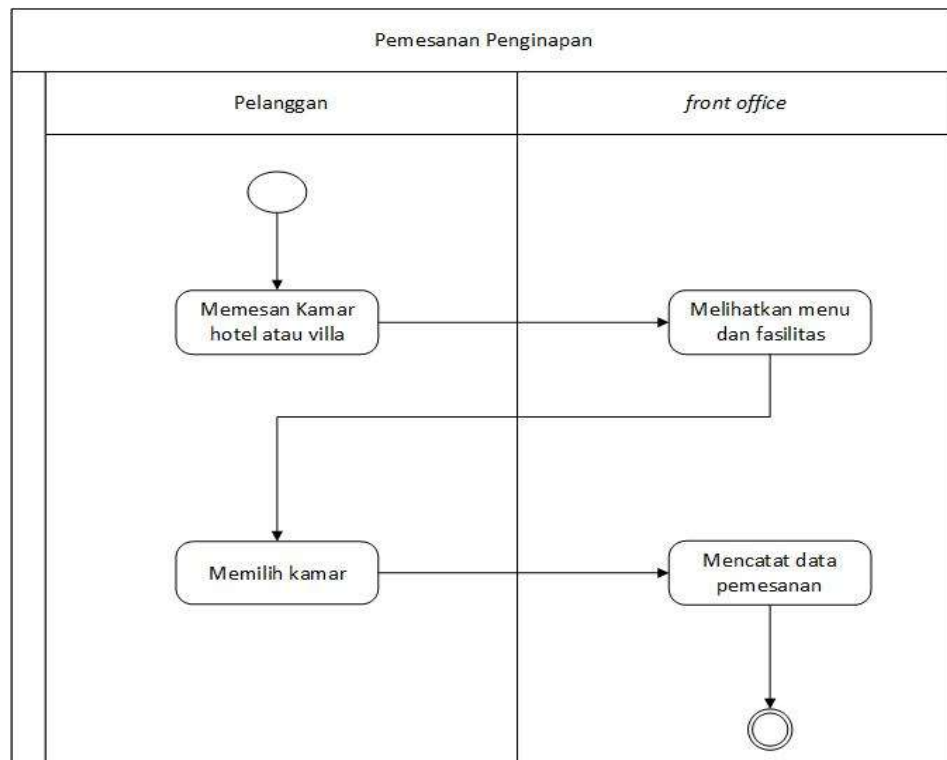 Pemesanan Penginapan
Pelanggan
front office
Memesan Kamar
hotel atau villa
Melihatkan menu
dan fasilitas
Memilih kamar
Mencatat data
pemesanan